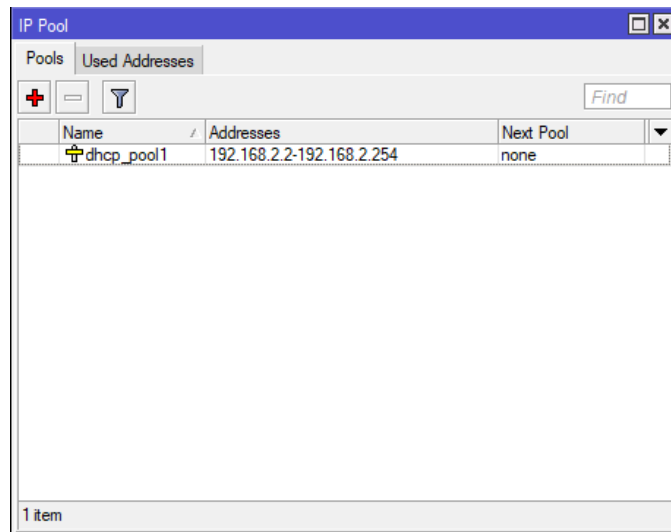 IP Pool
Pools Used Addresses
Find
Name Addresses Next Pool
dhcp_pool1 192.168.2.2-192.168.2.254 none
1 item